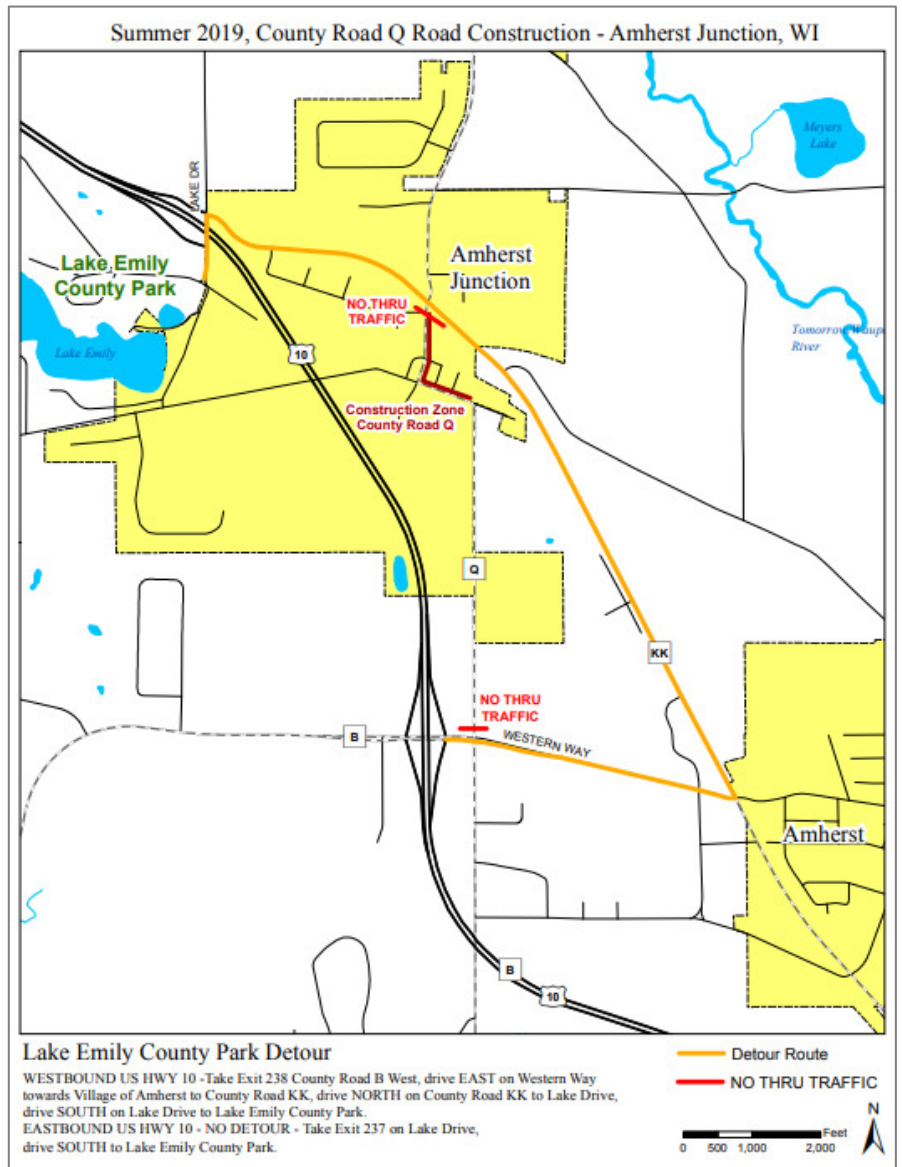 Summer 2019, County Road Q Road Construction - Amherst Junction, WI
Meyers
Lake
LAKE DR
Lake Emily
County Park
Amherst
Junction
NO THRU
TRAFFIC
Lake Emily
10
Tomorrow Waup
River
Construction Zone
County Road Q
Q
KK
NO THRU
TRAFFIC
B
WESTERN WAY
Amherst
B
10
Lake Emily County Park Detour
WESTBOUND US HWY 10 -Take Exit 238 County Road B West, drive EAST on Western Way
towards Village of Amherst to County Road KK, drive NORTH on County Road KK to Lake Drive,
drive SOUTH on Lake Drive to Lake Emily County Park.
EASTBOUND US HWY 10 - NO DETOUR - Take Exit 237 on Lake Drive,
drive SOUTH to Lake Emily County Park.
Detour Route
NO THRU TRAFFIC
N
Feet
0 500 1,000 2,000